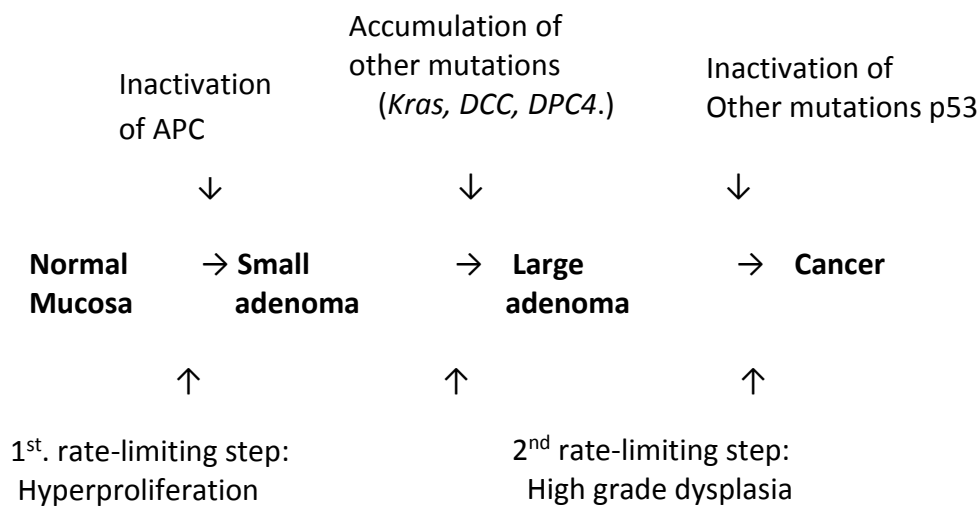 Inactivation
of APC
Accumulation of
other mutations
(Kras, DCC, DPC4.)
Inactivation of
Other mutations p53
↓ ↓ ↓
Normal → Small → Large → Cancer
Mucosa adenoma adenoma
↑ ↑ ↑
1st. rate-limiting step:
Hyperproliferation
2nd rate-limiting step:
High grade dysplasia